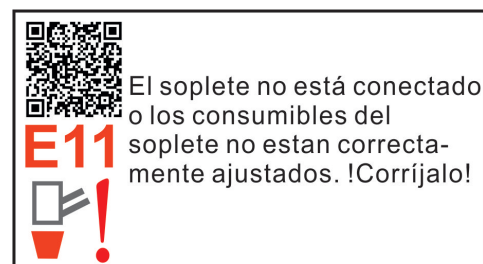 El soplete no está conectado
o los consumibles del
soplete no estan correcta-
mente ajustados. !Corríjalo!
E11